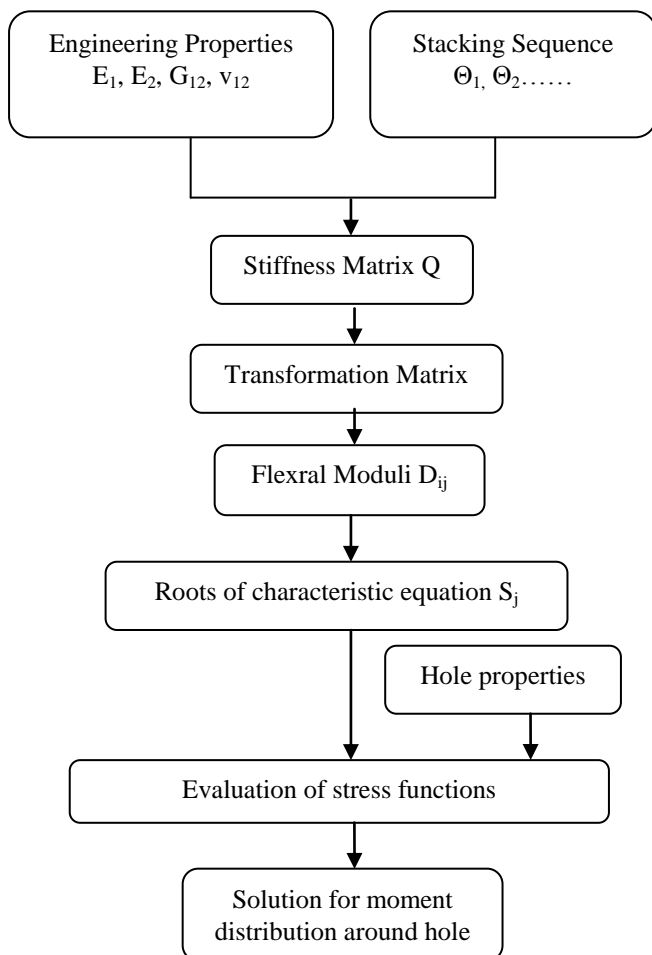 Engineering Properties
E₁, E₂, G₁₂, ν₁₂
Stacking Sequence
Θ₁, Θ₂......
Stiffness Matrix Q
Transformation Matrix
Flexral Moduli Dᵢⱼ
Roots of characteristic equation Sⱼ
Hole properties
Evaluation of stress functions
Solution for moment
distribution around hole